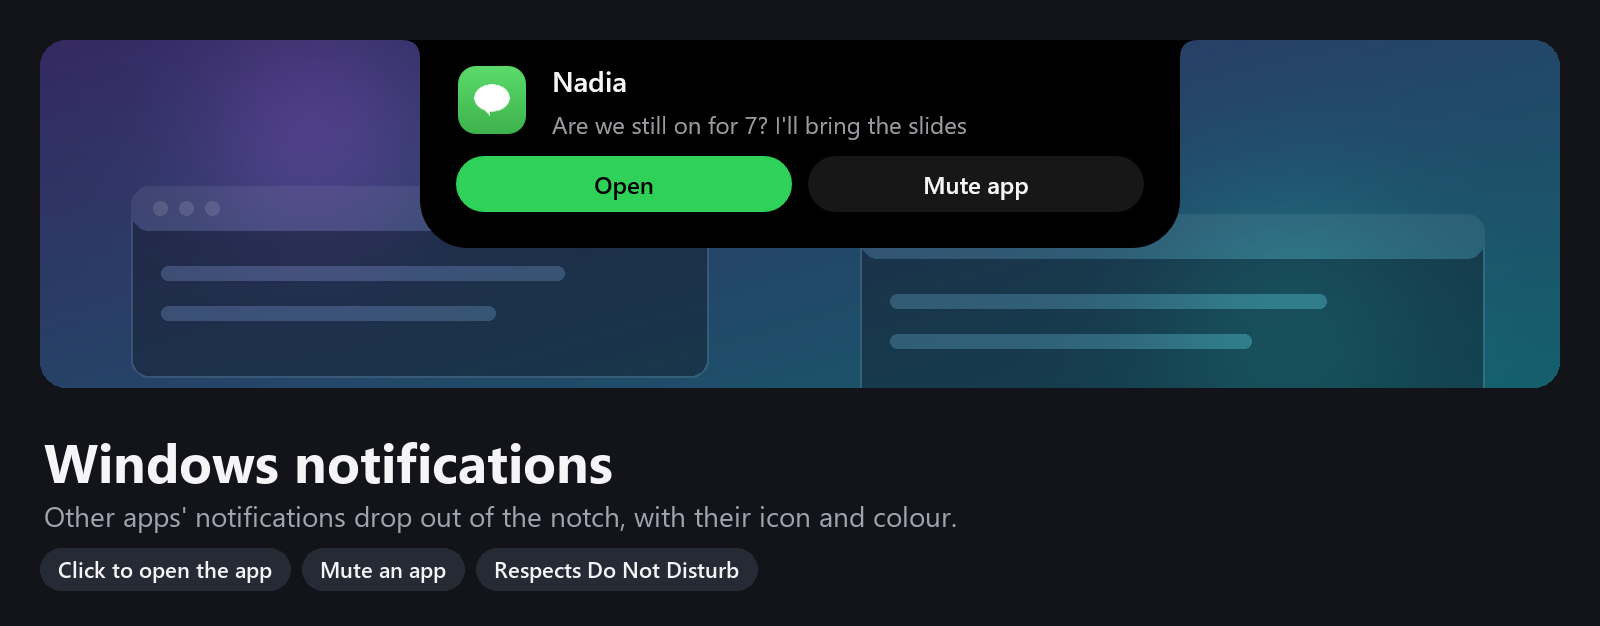 Nadia
Are we still on for 7? I'll bring the slides
Open
Mute app
Windows notifications
Other apps' notifications drop out of the notch, with their icon and colour.
Click to open the app
Mute an app
Respects Do Not Disturb